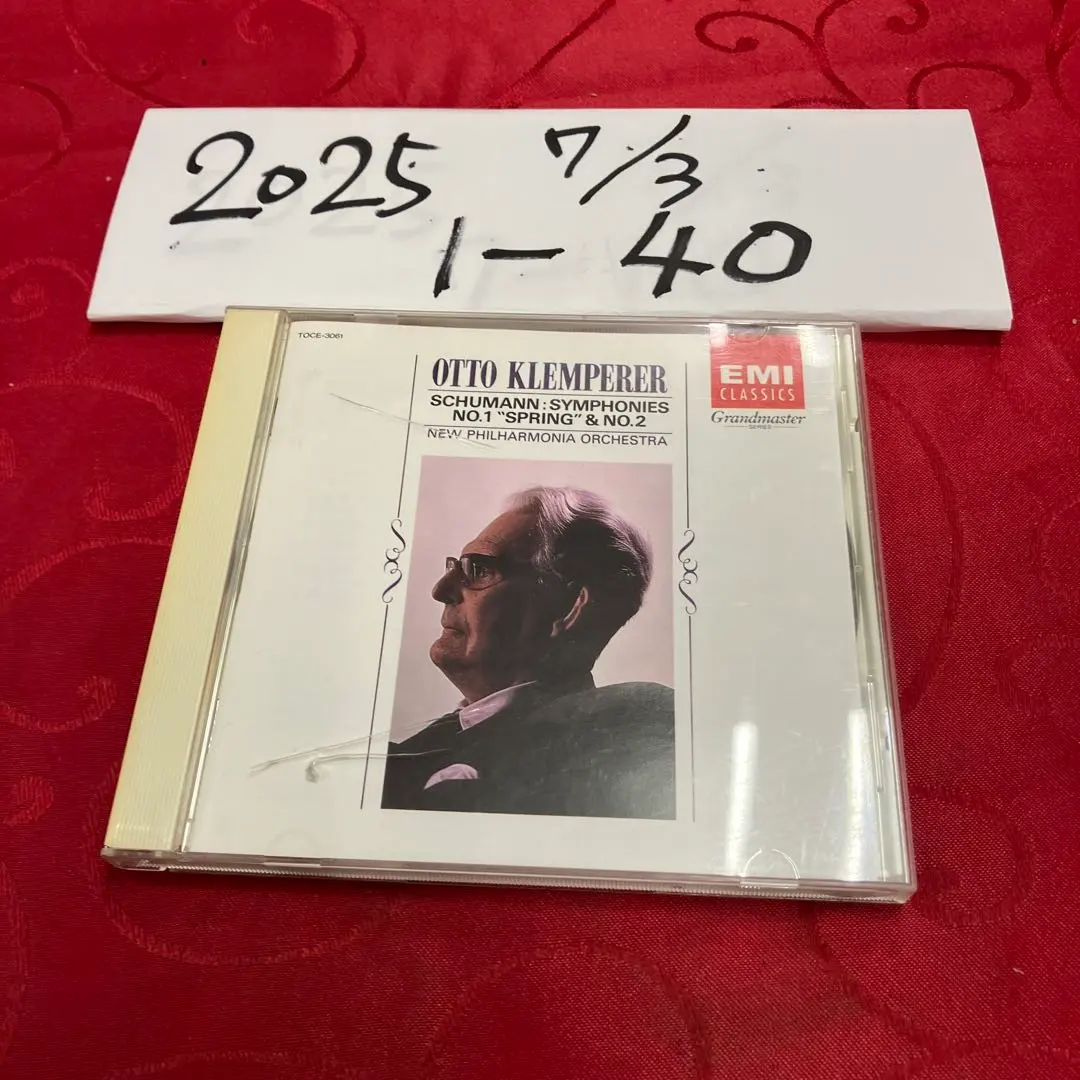 2025 7/3
1-40
TOCE-3061
OTTO KLEMPERER
SCHUMANN : SYMPHONIES
NO.1 "SPRING" & NO.2
NEW PHILHARMONIA ORCHESTRA
EMI
CLASSICS
Grandmaster
SERIES